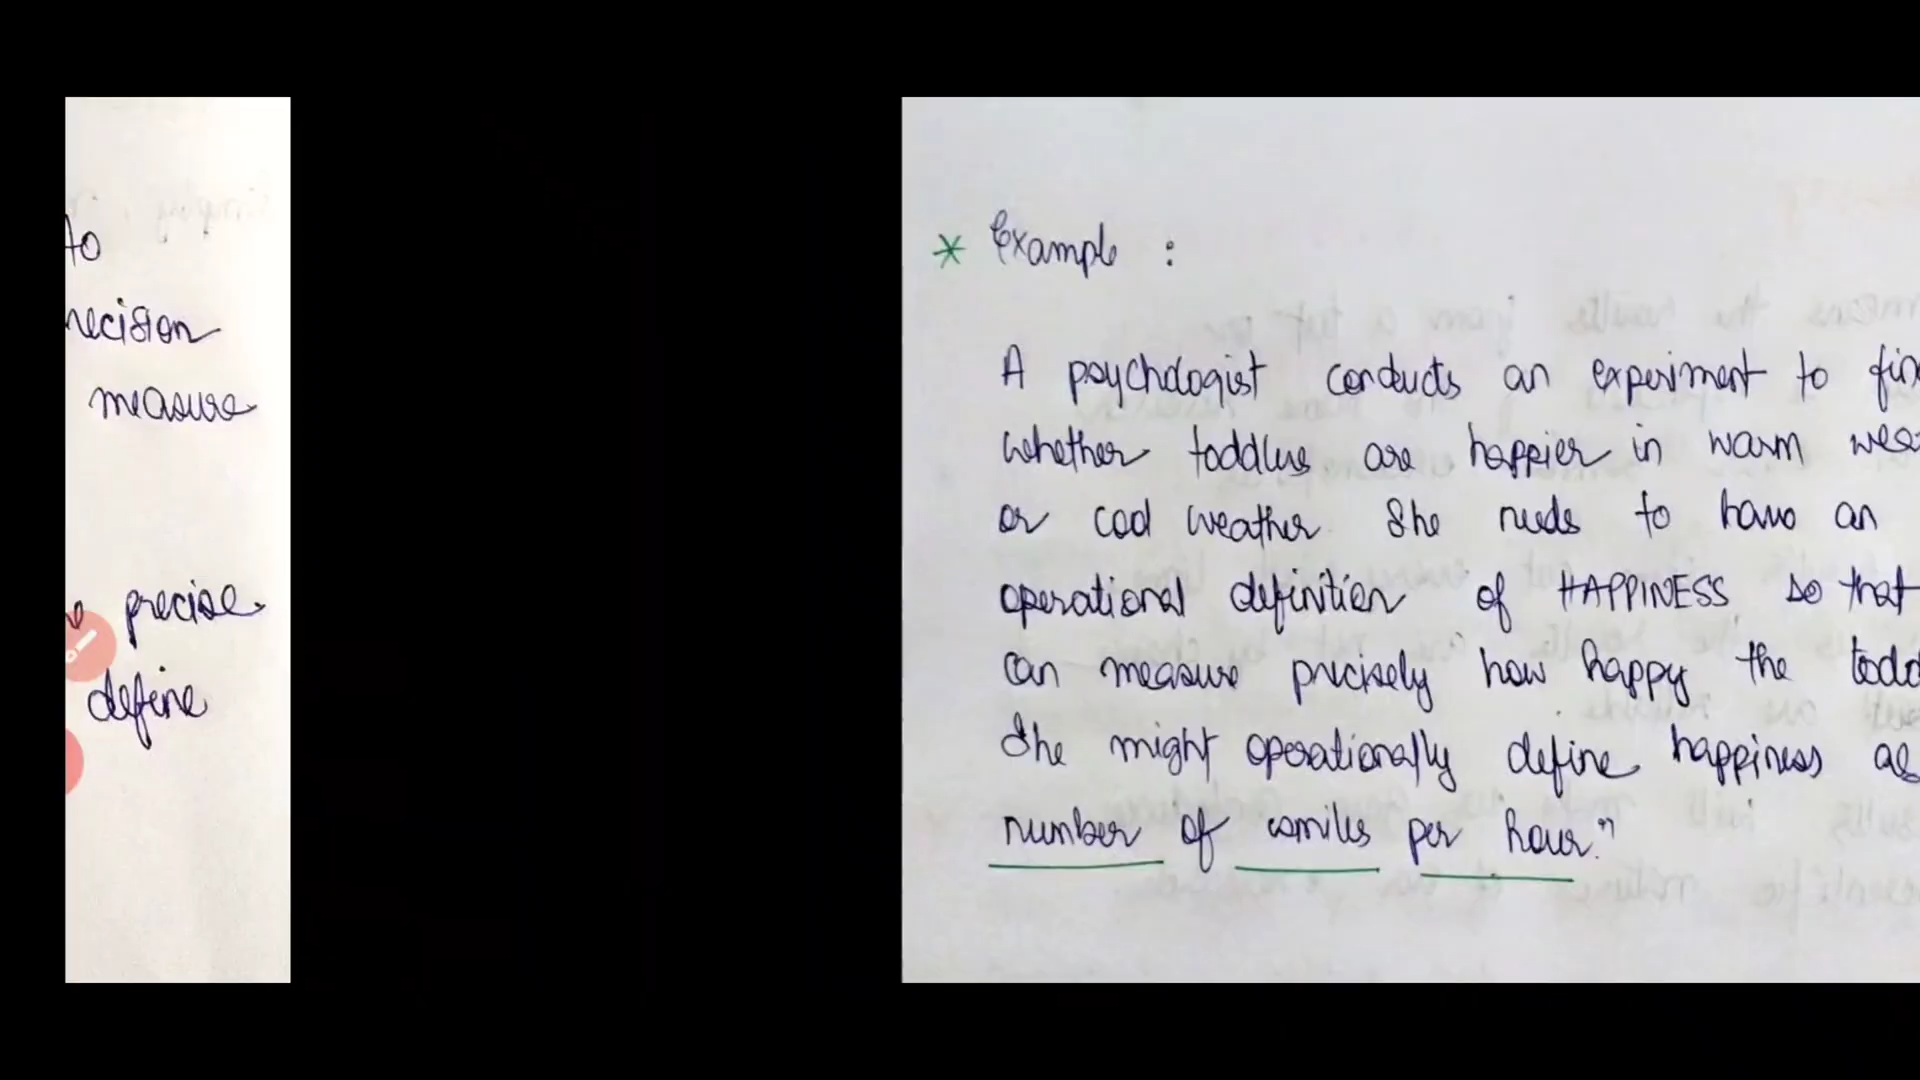 to
recision
measure
precise
define
* Example :
A psychologist conducts an experiment to fin
whether toddlers are happier in warm wea
or cool weather. She needs to have an
operational definition of HAPPINESS so that
can measure precisely how happy the todd
She might operationally define happiness as
number of smiles per hour."